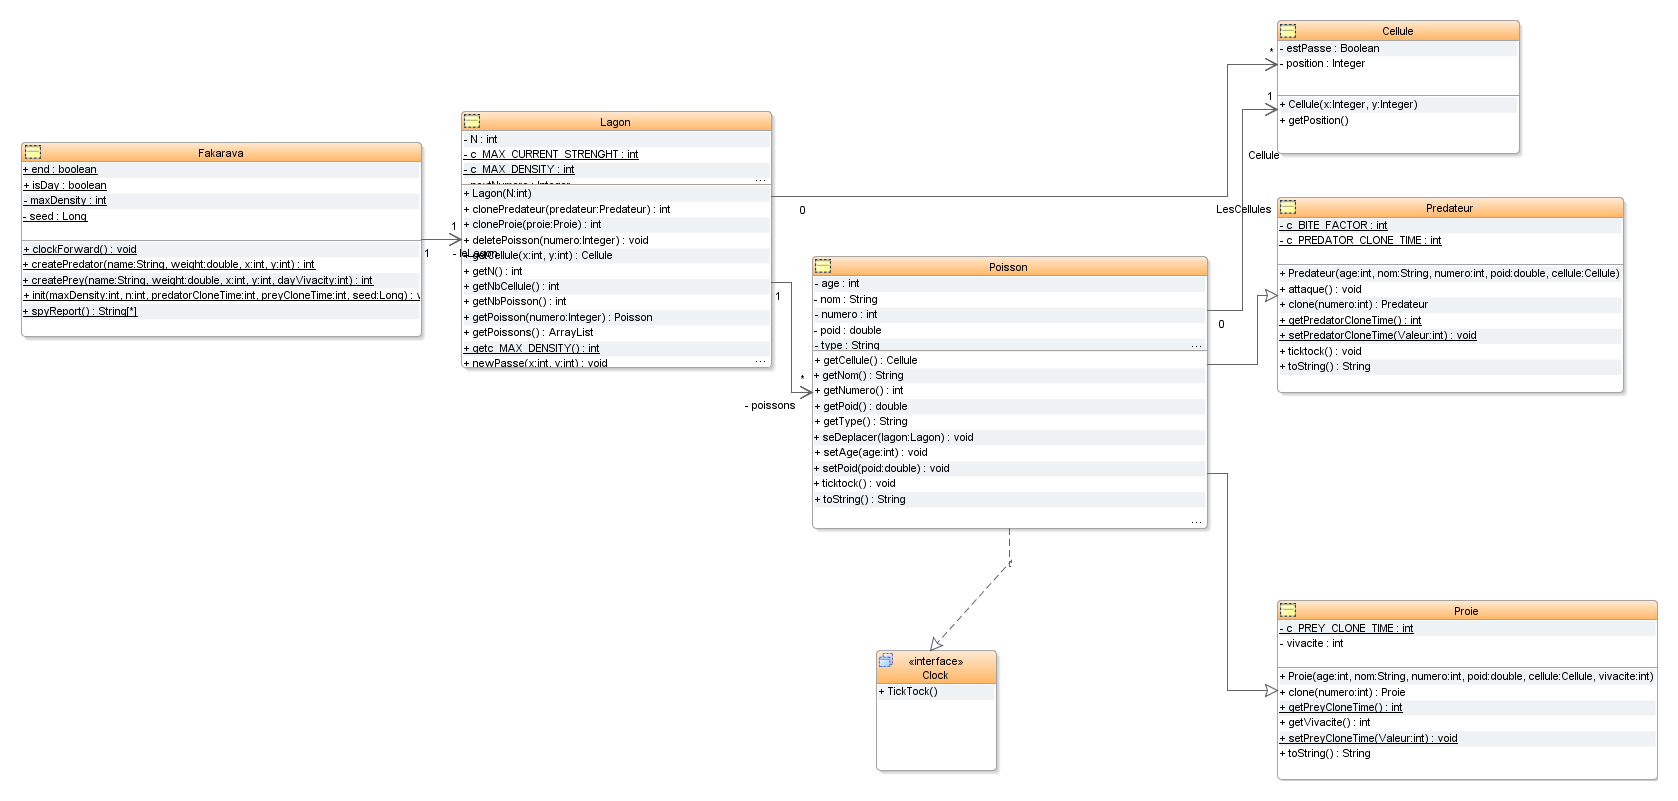 Fakarava
+ end : boolean
+ isDay : boolean
- maxDensity : int
- seed : Long
+ clockForward() : void
+ createPredator(name:String, weight:double, x:int, y:int) : int
+ createPrey(name:String, weight:double, x:int, y:int, dayVivacity:int) : int
+ init(maxDensity:int, n:int, predatorCloneTime:int, preyCloneTime:int, seed:Long) : v
+ spyReport() : String[*]
1
1
- leLagon
Lagon
- N : int
- c_MAX_CURRENT_STRENGHT : int
- c_MAX_DENSITY : int
- nextNumero : Integer
...
+ Lagon(N:int)
+ clonePredateur(predateur:Predateur) : int
+ cloneProie(proie:Proie) : int
+ deletePoisson(numero:Integer) : void
+ getCellule(x:int, y:int) : Cellule
+ getN() : int
+ getNbCellule() : int
+ getNbPoisson() : int
+ getPoisson(numero:Integer) : Poisson
+ getPoissons() : ArrayList
+ getc_MAX_DENSITY() : int
+ newPasse(x:int, y:int) : void
...
0
*
LesCellules
1
*
- poissons
Poisson
- age : int
- nom : String
- numero : int
- poid : double
- type : String
...
+ getCellule() : Cellule
+ getNom() : String
+ getNumero() : int
+ getPoid() : double
+ getType() : String
+ seDeplacer(lagon:Lagon) : void
+ setAge(age:int) : void
+ setPoid(poid:double) : void
+ ticktock() : void
+ toString() : String
...
0
1
Cellule
Cellule
- estPasse : Boolean
- position : Integer
+ Cellule(x:Integer, y:Integer)
+ getPosition()
Predateur
- c_BITE_FACTOR : int
- c_PREDATOR_CLONE_TIME : int
+ Predateur(age:int, nom:String, numero:int, poid:double, cellule:Cellule)
+ attaque() : void
+ clone(numero:int) : Predateur
+ getPredatorCloneTime() : int
+ setPredatorCloneTime(Valeur:int) : void
+ ticktock() : void
+ toString() : String
Proie
- c_PREY_CLONE_TIME : int
- vivacite : int
+ Proie(age:int, nom:String, numero:int, poid:double, cellule:Cellule, vivacite:int)
+ clone(numero:int) : Proie
+ getPreyCloneTime() : int
+ getVivacite() : int
+ setPreyCloneTime(Valeur:int) : void
+ toString() : String
«interface»
Clock
+ TickTock()